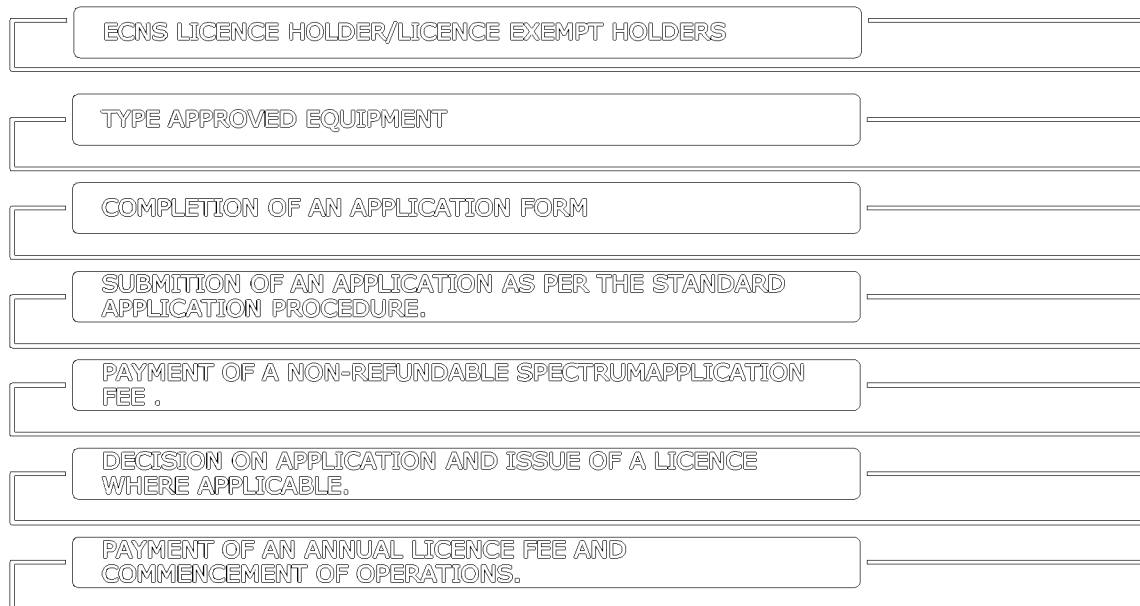 ECNS LICENCE HOLDER/LICENCE EXEMPT HOLDERS
TYPE APPROVED EQUIPMENT
COMPLETION OF AN APPLICATION FORM
SUBMITION OF AN APPLICATION AS PER THE STANDARD
APPLICATION PROCEDURE.
PAYMENT OF A NON-REFUNDABLE SPECTRUMAPPLICATION
FEE .
DECISION ON APPLICATION AND ISSUE OF A LICENCE
WHERE APPLICABLE.
PAYMENT OF AN ANNUAL LICENCE FEE AND
COMMENCEMENT OF OPERATIONS.